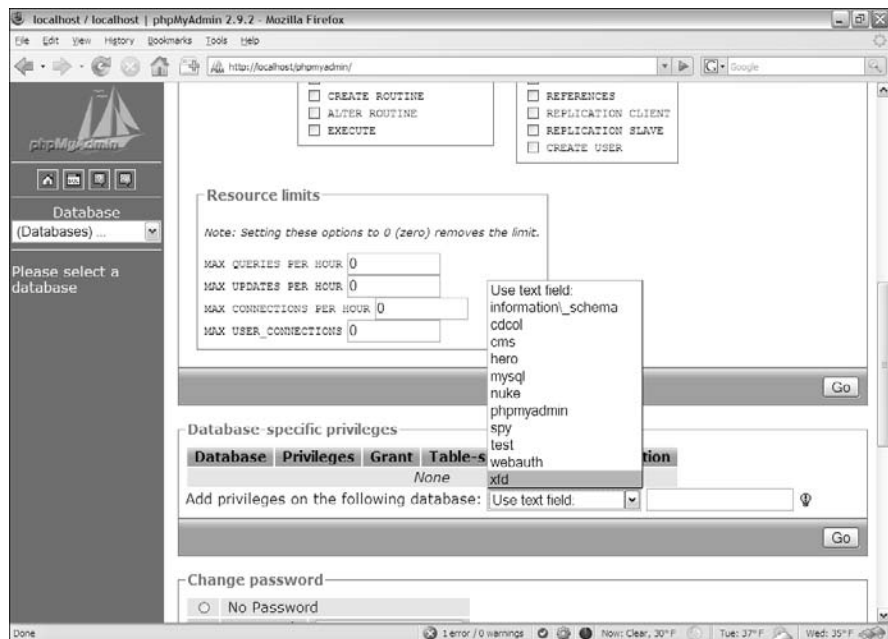 localhost / localhost | phpMyAdmin 2.9.2 - Mozilla Firefox
File Edit View History Bookmarks Tools Help
http://localhost/phpmyadmin/
Google
phpMyAdmin
Database
(Databases) ...
Please select a
database
CREATE ROUTINE
ALTER ROUTINE
EXECUTE
REFERENCES
REPLICATION CLIENT
REPLICATION SLAVE
CREATE USER
Resource limits
Note: Setting these options to 0 (zero) removes the limit.
MAX QUERIES PER HOUR 0
MAX UPDATES PER HOUR 0
MAX CONNECTIONS PER HOUR 0
MAX USER_CONNECTIONS 0
Use text field:
information\_schema
cdcol
cms
hero
mysql
nuke
phpmyadmin
spy
test
webauth
xfd
Go
Database-specific privileges
Database Privileges Grant Table-s tion
None
Add privileges on the following database: Use text field:
Go
Change password
No Password
Done
1 error / 0 warnings Now: Clear, 30° F Tue: 37° F Wed: 35° F